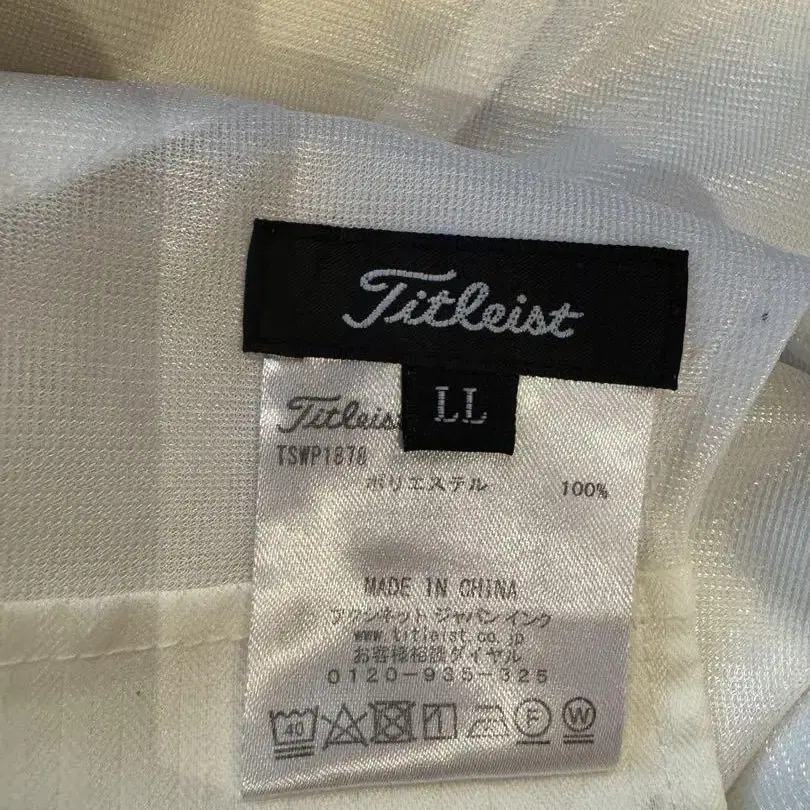 Titleist
LL
Titleis
TSWP1878
ポリエステル 100%
MADE IN CHINA
アクシネット ジャパン インク
www.titleist.co.jp
お客様相談ダイヤル
0120-935-325
40
F
W